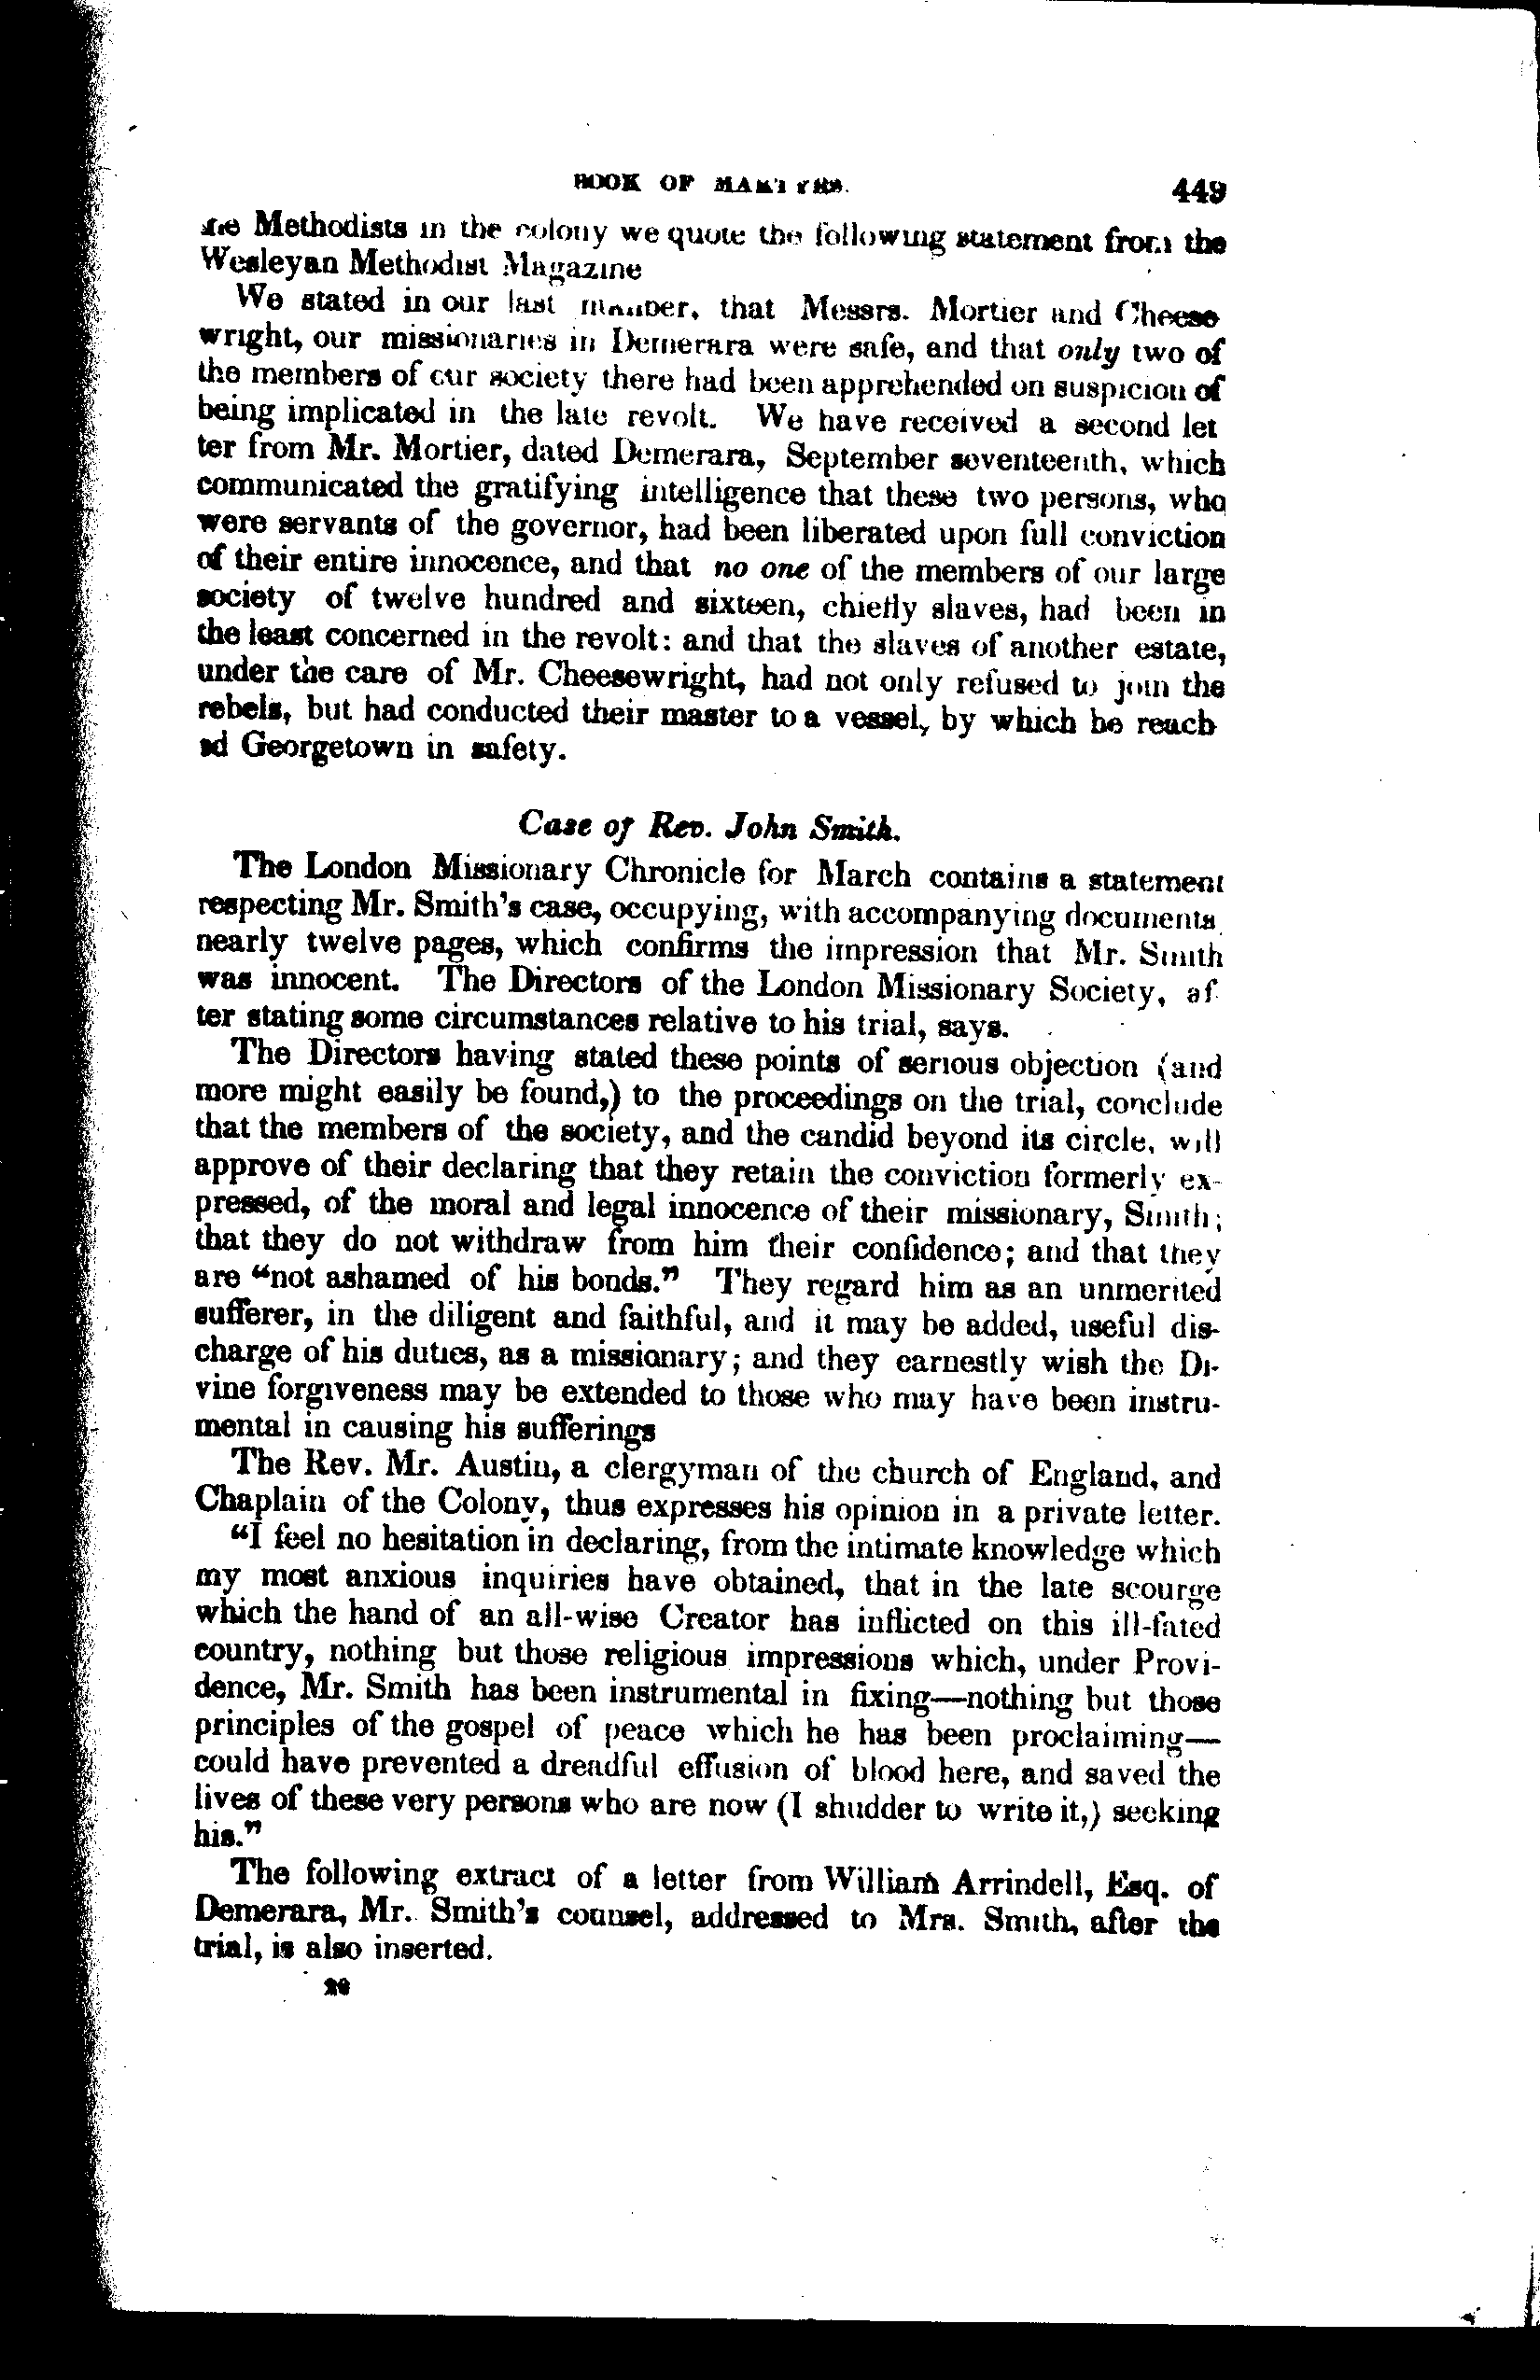 BOOK OF MARTYRS. 449
Methodists in the colony we quote the following statement from the
Wesleyan Methodist Magazine
We stated in our last that Messrs. Mortier and Cheese
wright, our missionaries in Demerara were safe, and that only two of
the members of our society there had been apprehended on suspicion of
being implicated in the late revolt. We have received a second let
ter from Mr. Mortier, dated Demerara, September seventeenth, which
communicated the gratifying intelligence that these two persons, who
were servants of the governor, had been liberated upon full conviction
of their entire innocence, and that no one of the members of our large
society of twelve hundred and sixteen, chiefly slaves, had been in
the least concerned in the revolt: and that the slaves of another estate,
under the care of Mr. Cheesewright, had not only refused to join the
rebels, but had conducted their master to a vessel, by which he reach
ed Georgetown in safety.
Case of Rev. John Smith.
The London Missionary Chronicle for March contains a statement
respecting Mr. Smith's case, occupying, with accompanying documents,
nearly twelve pages, which confirms the impression that Mr. Smith
was innocent. The Directors of the London Missionary Society, af
ter stating some circumstances relative to his trial, says.
The Directors having stated these points of serious objection (and
more might easily be found,) to the proceedings on the trial, conclude
that the members of the society, and the candid beyond its circle, will
approve of their declaring that they retain the conviction formerly ex-
pressed, of the moral and legal innocence of their missionary, Smith;
that they do not withdraw from him their confidence; and that they
are "not ashamed of his bonds." They regard him as an unmerited
sufferer, in the diligent and faithful, and it may be added, useful dis-
charge of his duties, as a missionary; and they earnestly wish the Di-
vine forgiveness may be extended to those who may have been instru-
mental in causing his sufferings
The Rev. Mr. Austin, a clergyman of the church of England, and
Chaplain of the Colony, thus expresses his opinion in a private letter.
"I feel no hesitation in declaring, from the intimate knowledge which
my most anxious inquiries have obtained, that in the late scourge
which the hand of an all-wise Creator has inflicted on this ill-fated
country, nothing but those religious impressions which, under Provi-
dence, Mr. Smith has been instrumental in fixing—nothing but those
principles of the gospel of peace which he has been proclaiming—
could have prevented a dreadful effusion of blood here, and saved the
lives of these very persons who are now (I shudder to write it,) seeking
his."
The following extract of a letter from William Arrindell, Esq. of
Demerara, Mr. Smith's counsel, addressed to Mrs. Smith, after the
trial, is also inserted.